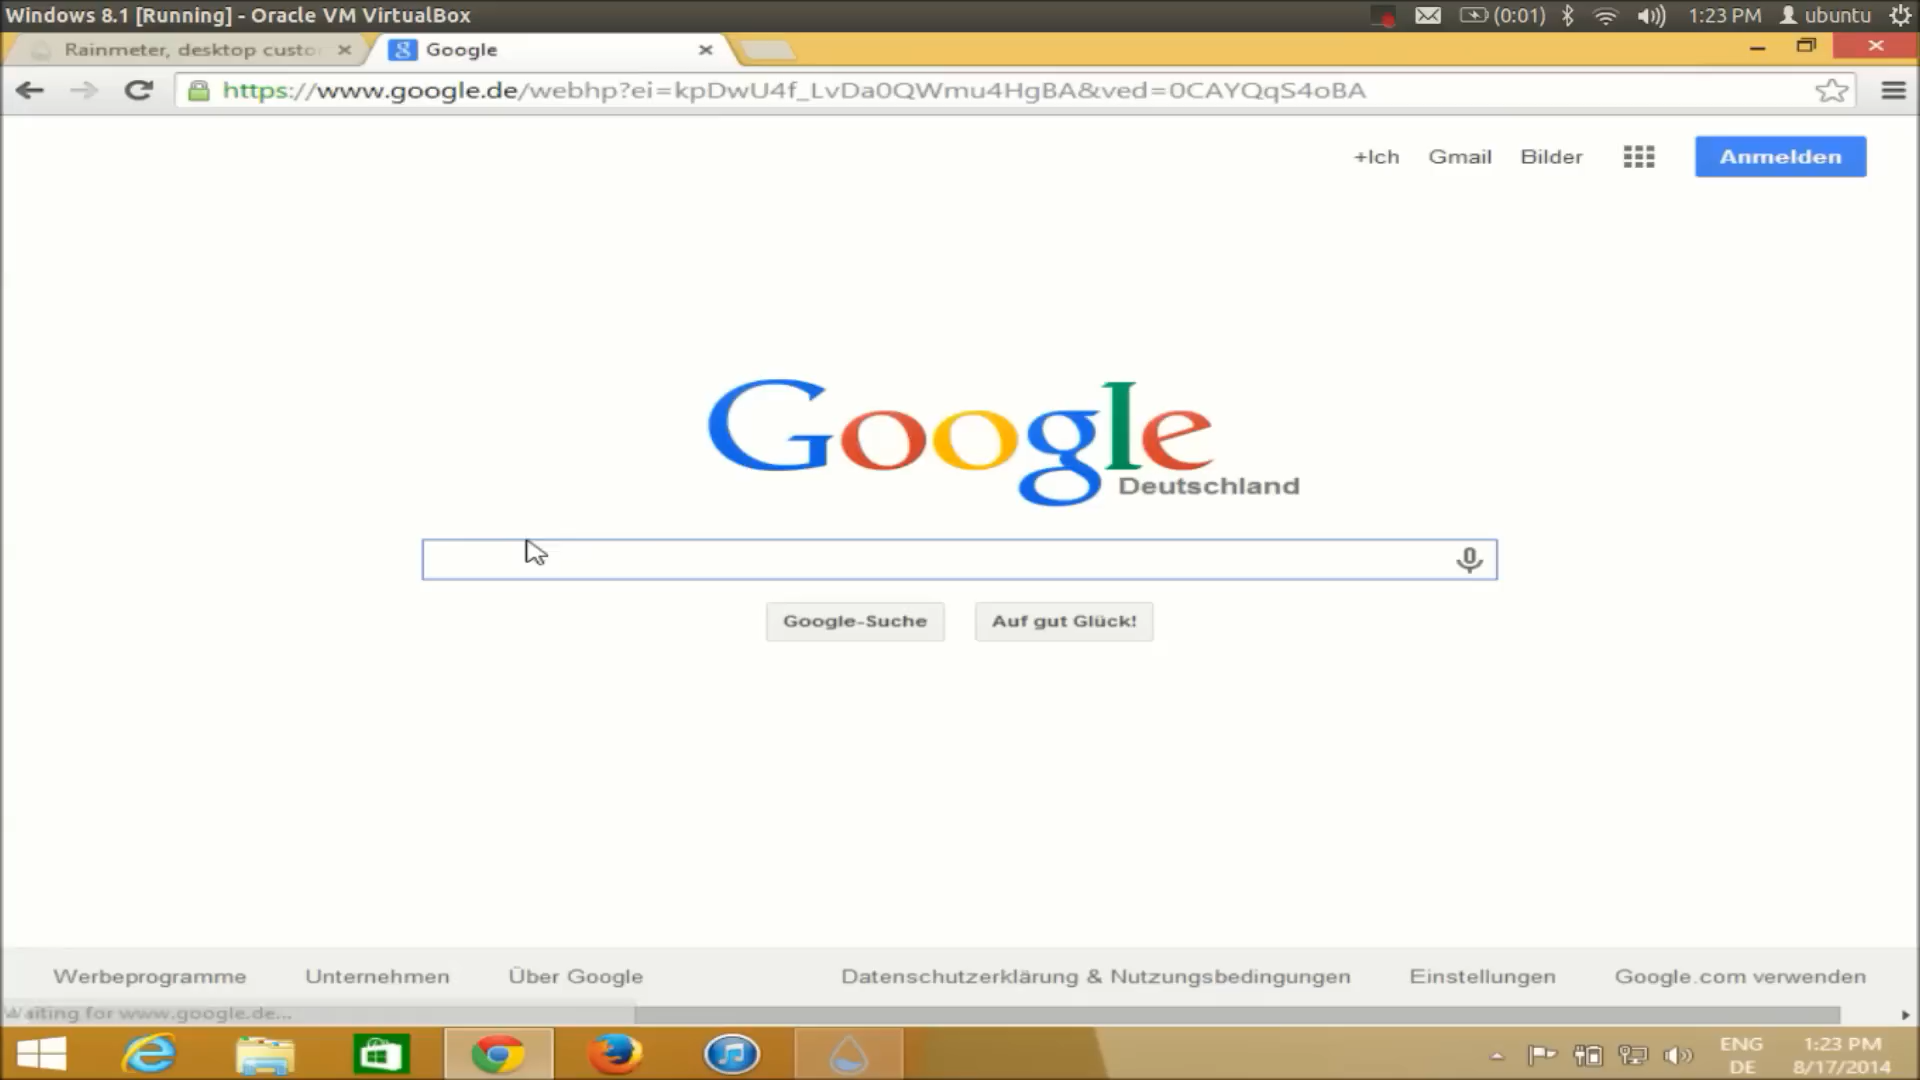 Windows 8.1 [Running] - Oracle VM VirtualBox (0:01) 1:23 PM ubuntu
Rainmeter, desktop custo Google
https://www.google.de/webhp?ei=kpDwU4f_LvDa0QWmu4HgBA&ved=0CAYQqS4oBA
+Ich Gmail Bilder Anmelden
Google
Deutschland
Google-Suche Auf gut Glück!
Werbeprogramme Unternehmen Über Google Datenschutzerklärung & Nutzungsbedingungen Einstellungen Google.com verwenden
Waiting for www.google.de...
ENG 1:23 PM
DE 8/17/2014